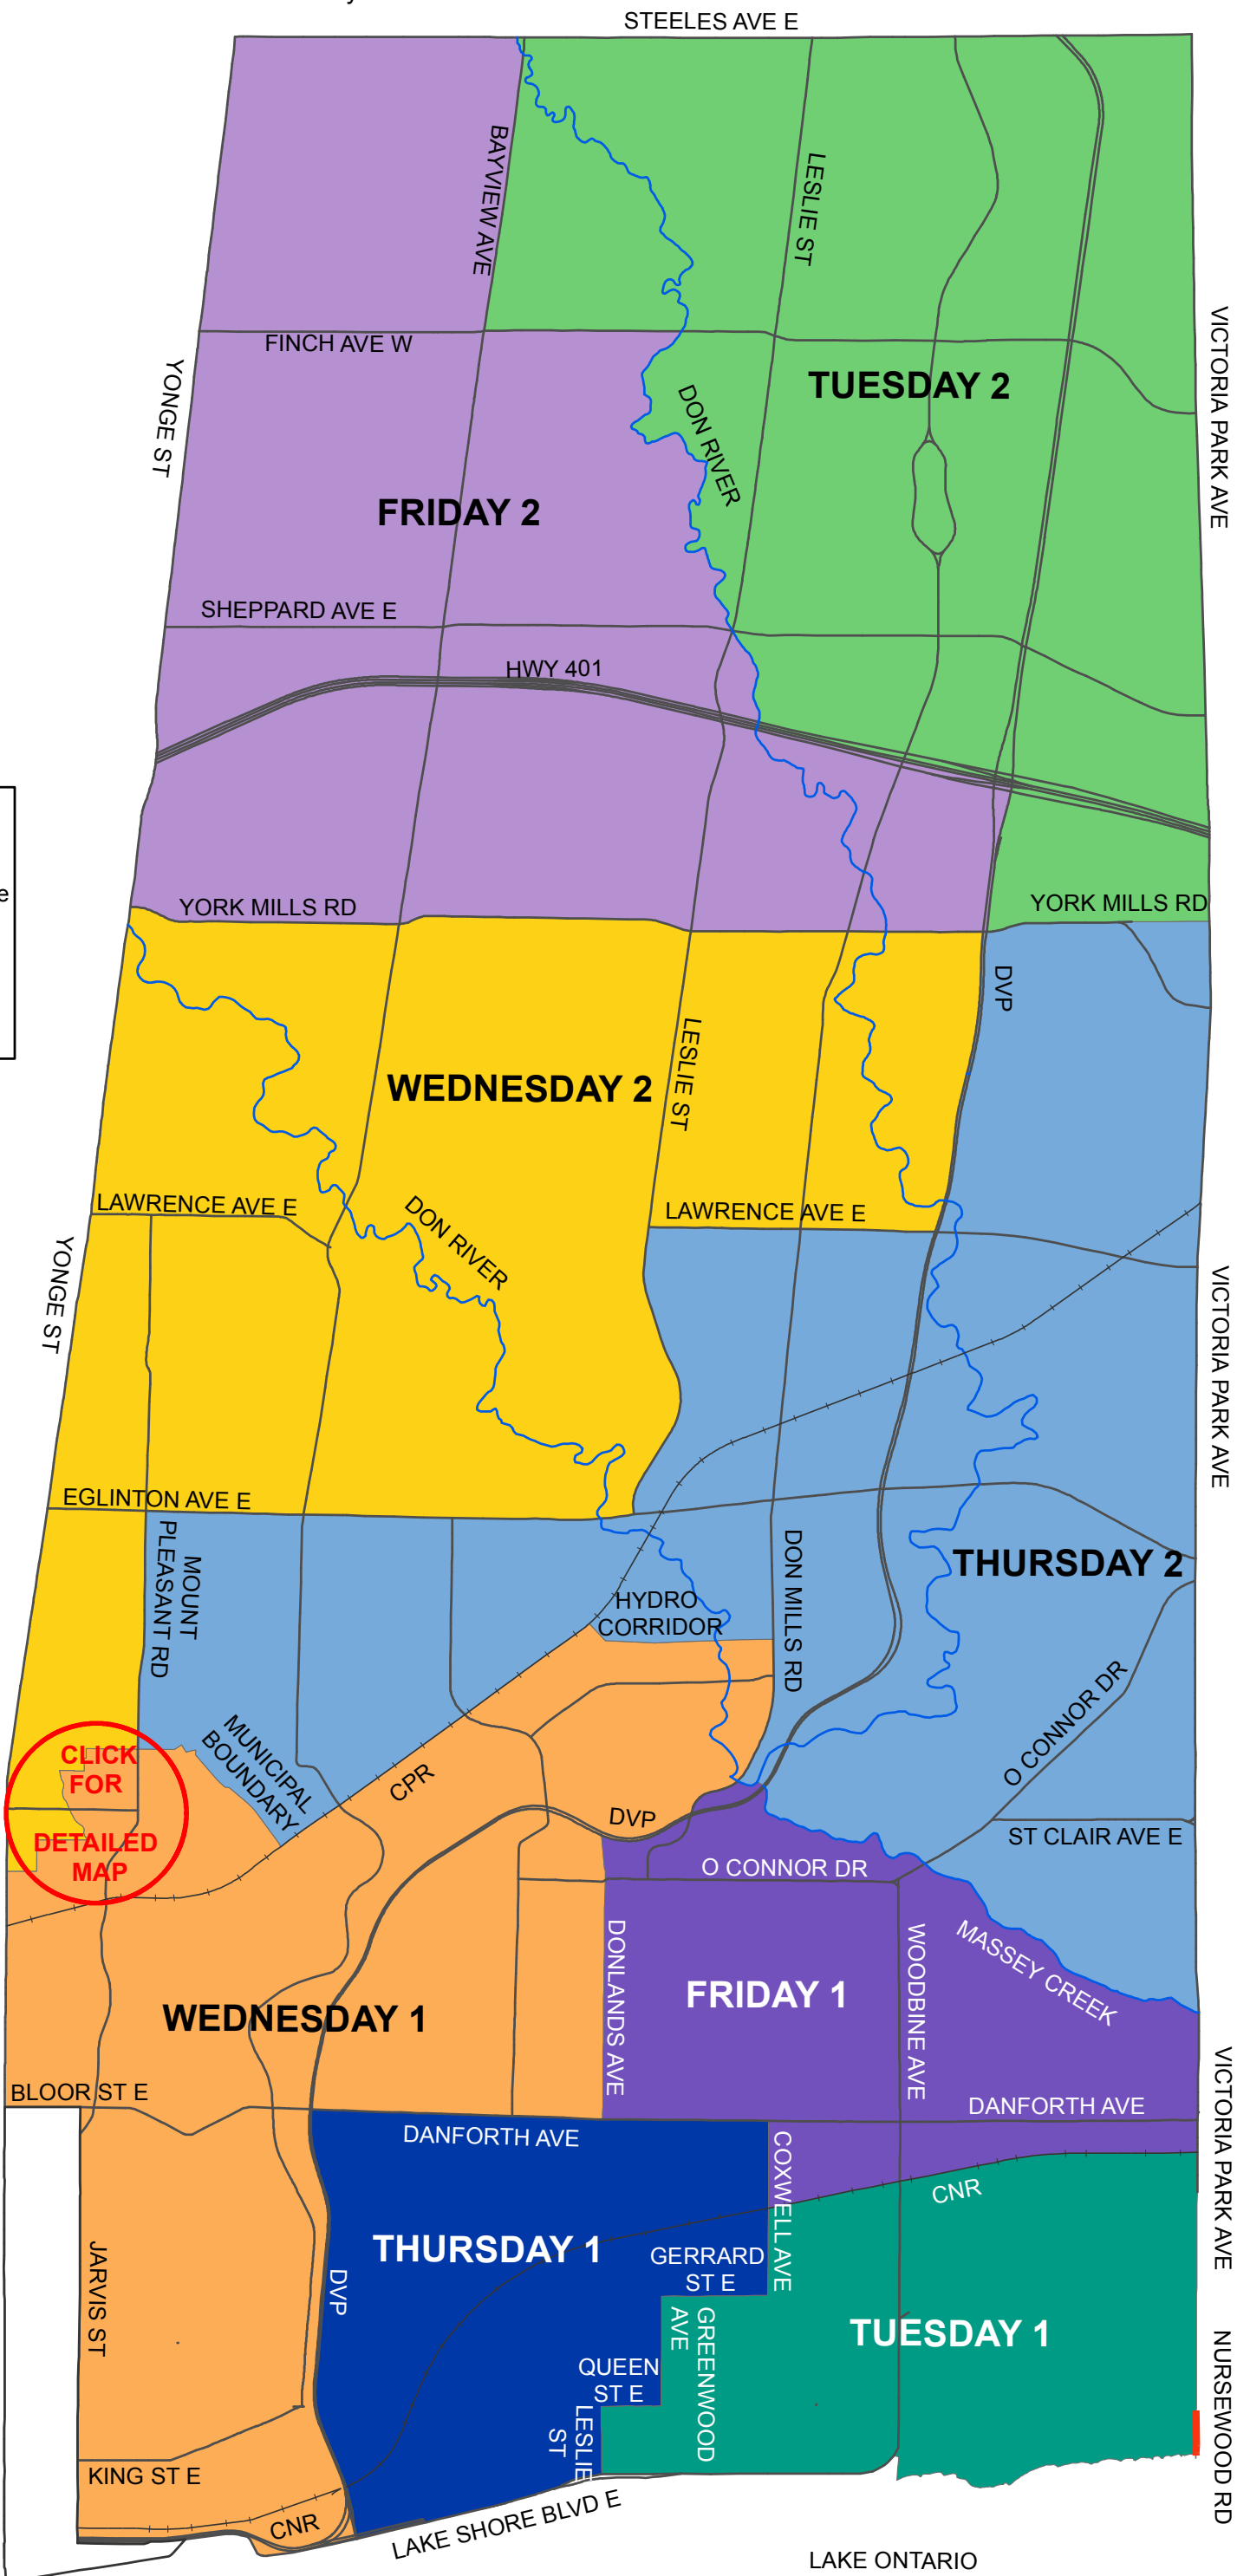 STEELES AVE E
BAYVIEW AVE
LESLIE ST
VICTORIA PARK AVE
FINCH AVE W
YONGE ST
TUESDAY 2
DON RIVER
FRIDAY 2
SHEPPARD AVE E
HWY 401
e
YORK MILLS RD
YORK MILLS RD
DVP
LESLIE ST
WEDNESDAY 2
LAWRENCE AVE E
LAWRENCE AVE E
DON RIVER
YONGE ST
VICTORIA PARK AVE
EGLINTON AVE E
MOUNT
PLEASANT RD
DON MILLS RD
THURSDAY 2
HYDRO
CORRIDOR
MUNICIPAL
BOUNDARY
O CONNOR DR
CLICK
FOR
DETAILED
MAP
CPR
DVP
ST CLAIR AVE E
O CONNOR DR
DONLANDS AVE
WOODBINE AVE
MASSEY CREEK
FRIDAY 1
WEDNESDAY 1
BLOOR ST E
DANFORTH AVE
DANFORTH AVE
VICTORIA PARK AVE
COXWELL AVE
CNR
THURSDAY 1
GERRARD
ST E
JARVIS ST
DVP
GREENWOOD
AVE
TUESDAY 1
QUEEN
ST E
LESLIE
ST
NURSEWOOD RD
KING ST E
CNR
LAKE SHORE BLVD E
LAKE ONTARIO